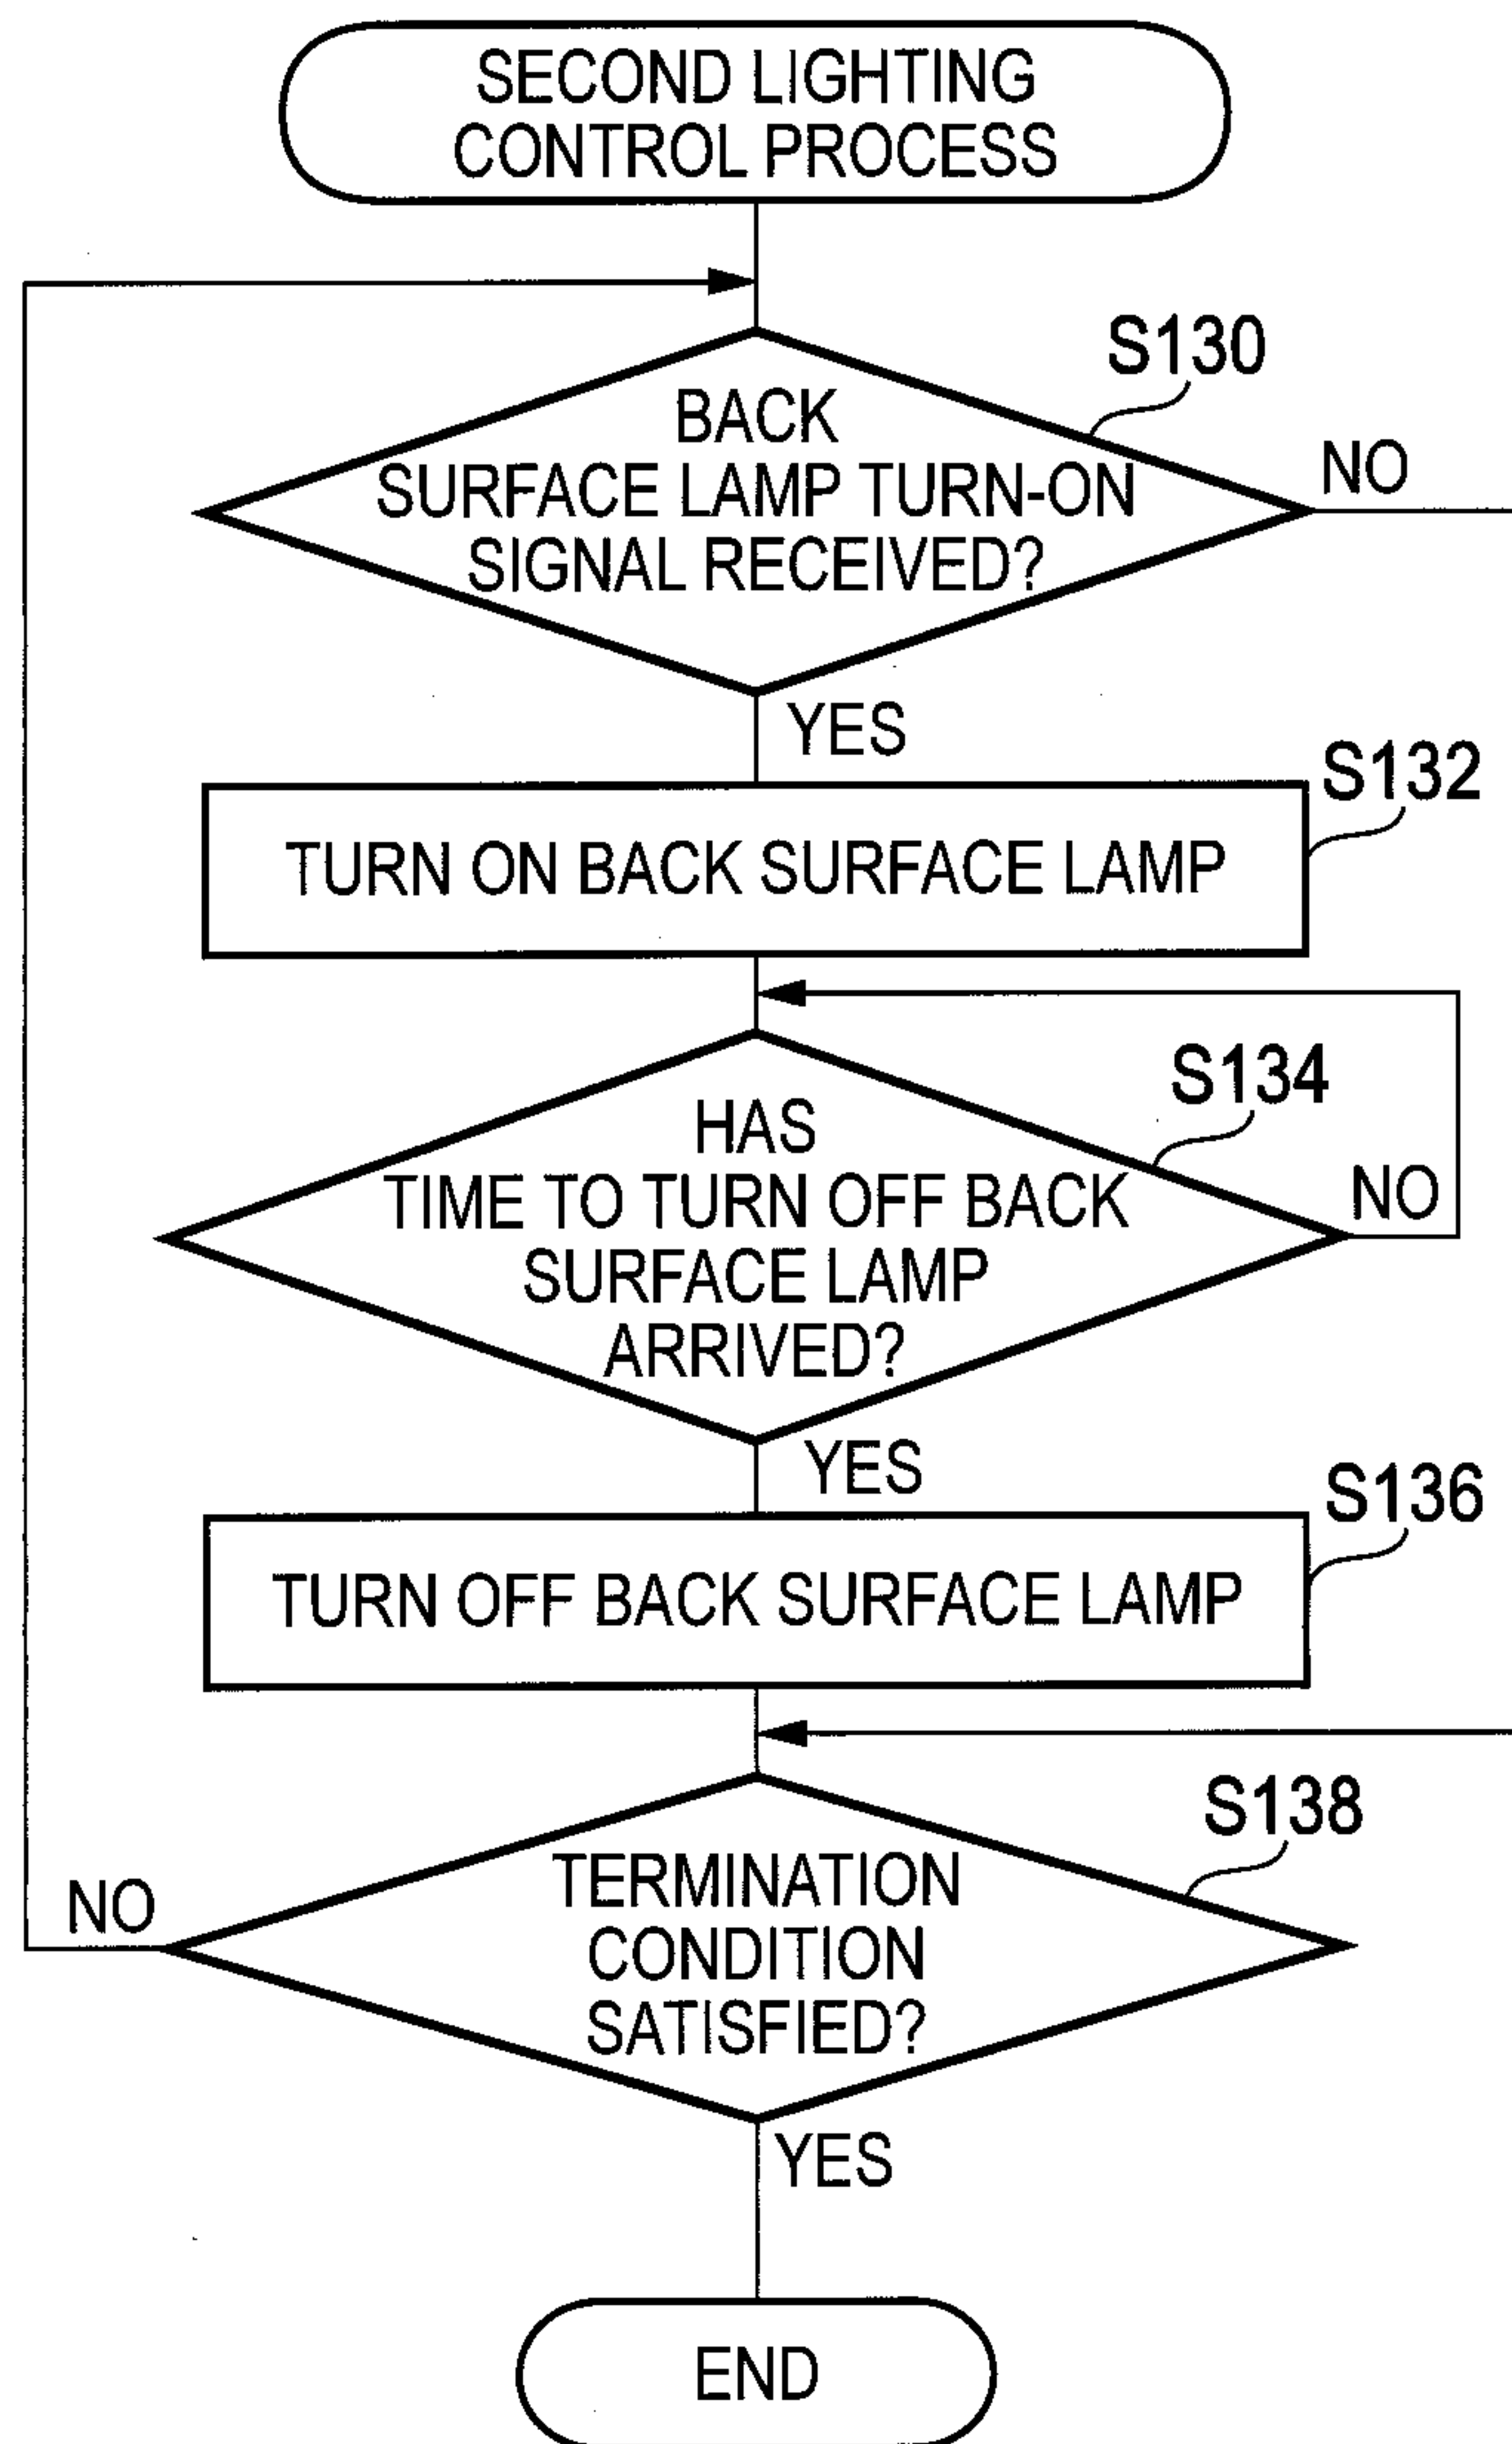 SECOND LIGHTING
CONTROL PROCESS
S130
BACK
SURFACE LAMP TURN-ON
SIGNAL RECEIVED?
NO
YES
S132
TURN ON BACK SURFACE LAMP
S134
HAS
TIME TO TURN OFF BACK
SURFACE LAMP
ARRIVED?
NO
YES
S136
TURN OFF BACK SURFACE LAMP
S138
TERMINATION
CONDITION
SATISFIED?
NO
YES
END